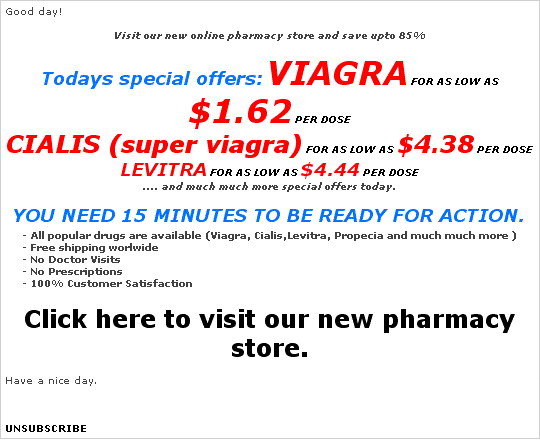 Good day!
Visit our new online pharmacy store and save upto 85%
Todays special offers: VIAGRA FOR AS LOW AS
$1.62 PER DOSE
CIALIS (super viagra) FOR AS LOW AS $4.38 PER DOSE
LEVITRA FOR AS LOW AS $4.44 PER DOSE
.... and much much more special offers today.
YOU NEED 15 MINUTES TO BE READY FOR ACTION.
- All popular drugs are available (Viagra, Cialis,Levitra, Propecia and much much more )
- Free shipping worlwide
- No Doctor Visits
- No Prescriptions
- 100% Customer Satisfaction
Click here to visit our new pharmacy
store.
Have a nice day.
UNSUBSCRIBE